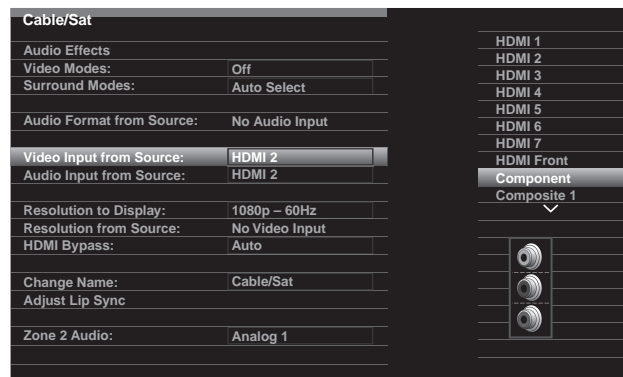 Cable/Sat
Audio Effects
Video Modes: Off
Surround Modes: Auto Select
Audio Format from Source: No Audio Input
Video Input from Source: HDMI 2
Audio Input from Source: HDMI 2
Resolution to Display: 1080p – 60Hz
Resolution from Source: No Video Input
HDMI Bypass: Auto
Change Name: Cable/Sat
Adjust Lip Sync
Zone 2 Audio: Analog 1
HDMI 1
HDMI 2
HDMI 3
HDMI 4
HDMI 5
HDMI 6
HDMI 7
HDMI Front
Component
Composite 1